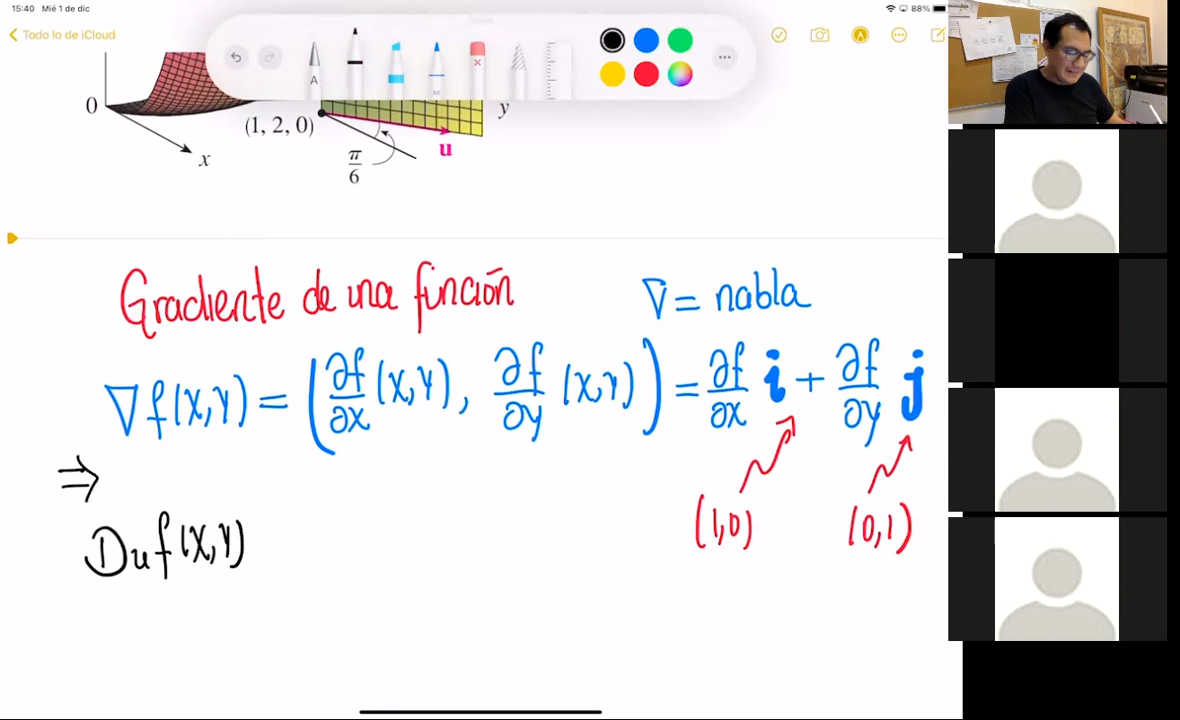 15:40 Mié 1 de dic
88%
Todo lo de iCloud
A
50
0
(1, 2, 0)
y
x
π/6
u
Gradiente de una función
∇ = nabla
∇f(x,y) = (∂f/∂x (x,y), ∂f/∂y (x,y)) = ∂f/∂x i + ∂f/∂y j
⇒
(1,0)
(0,1)
Duf(x,y)